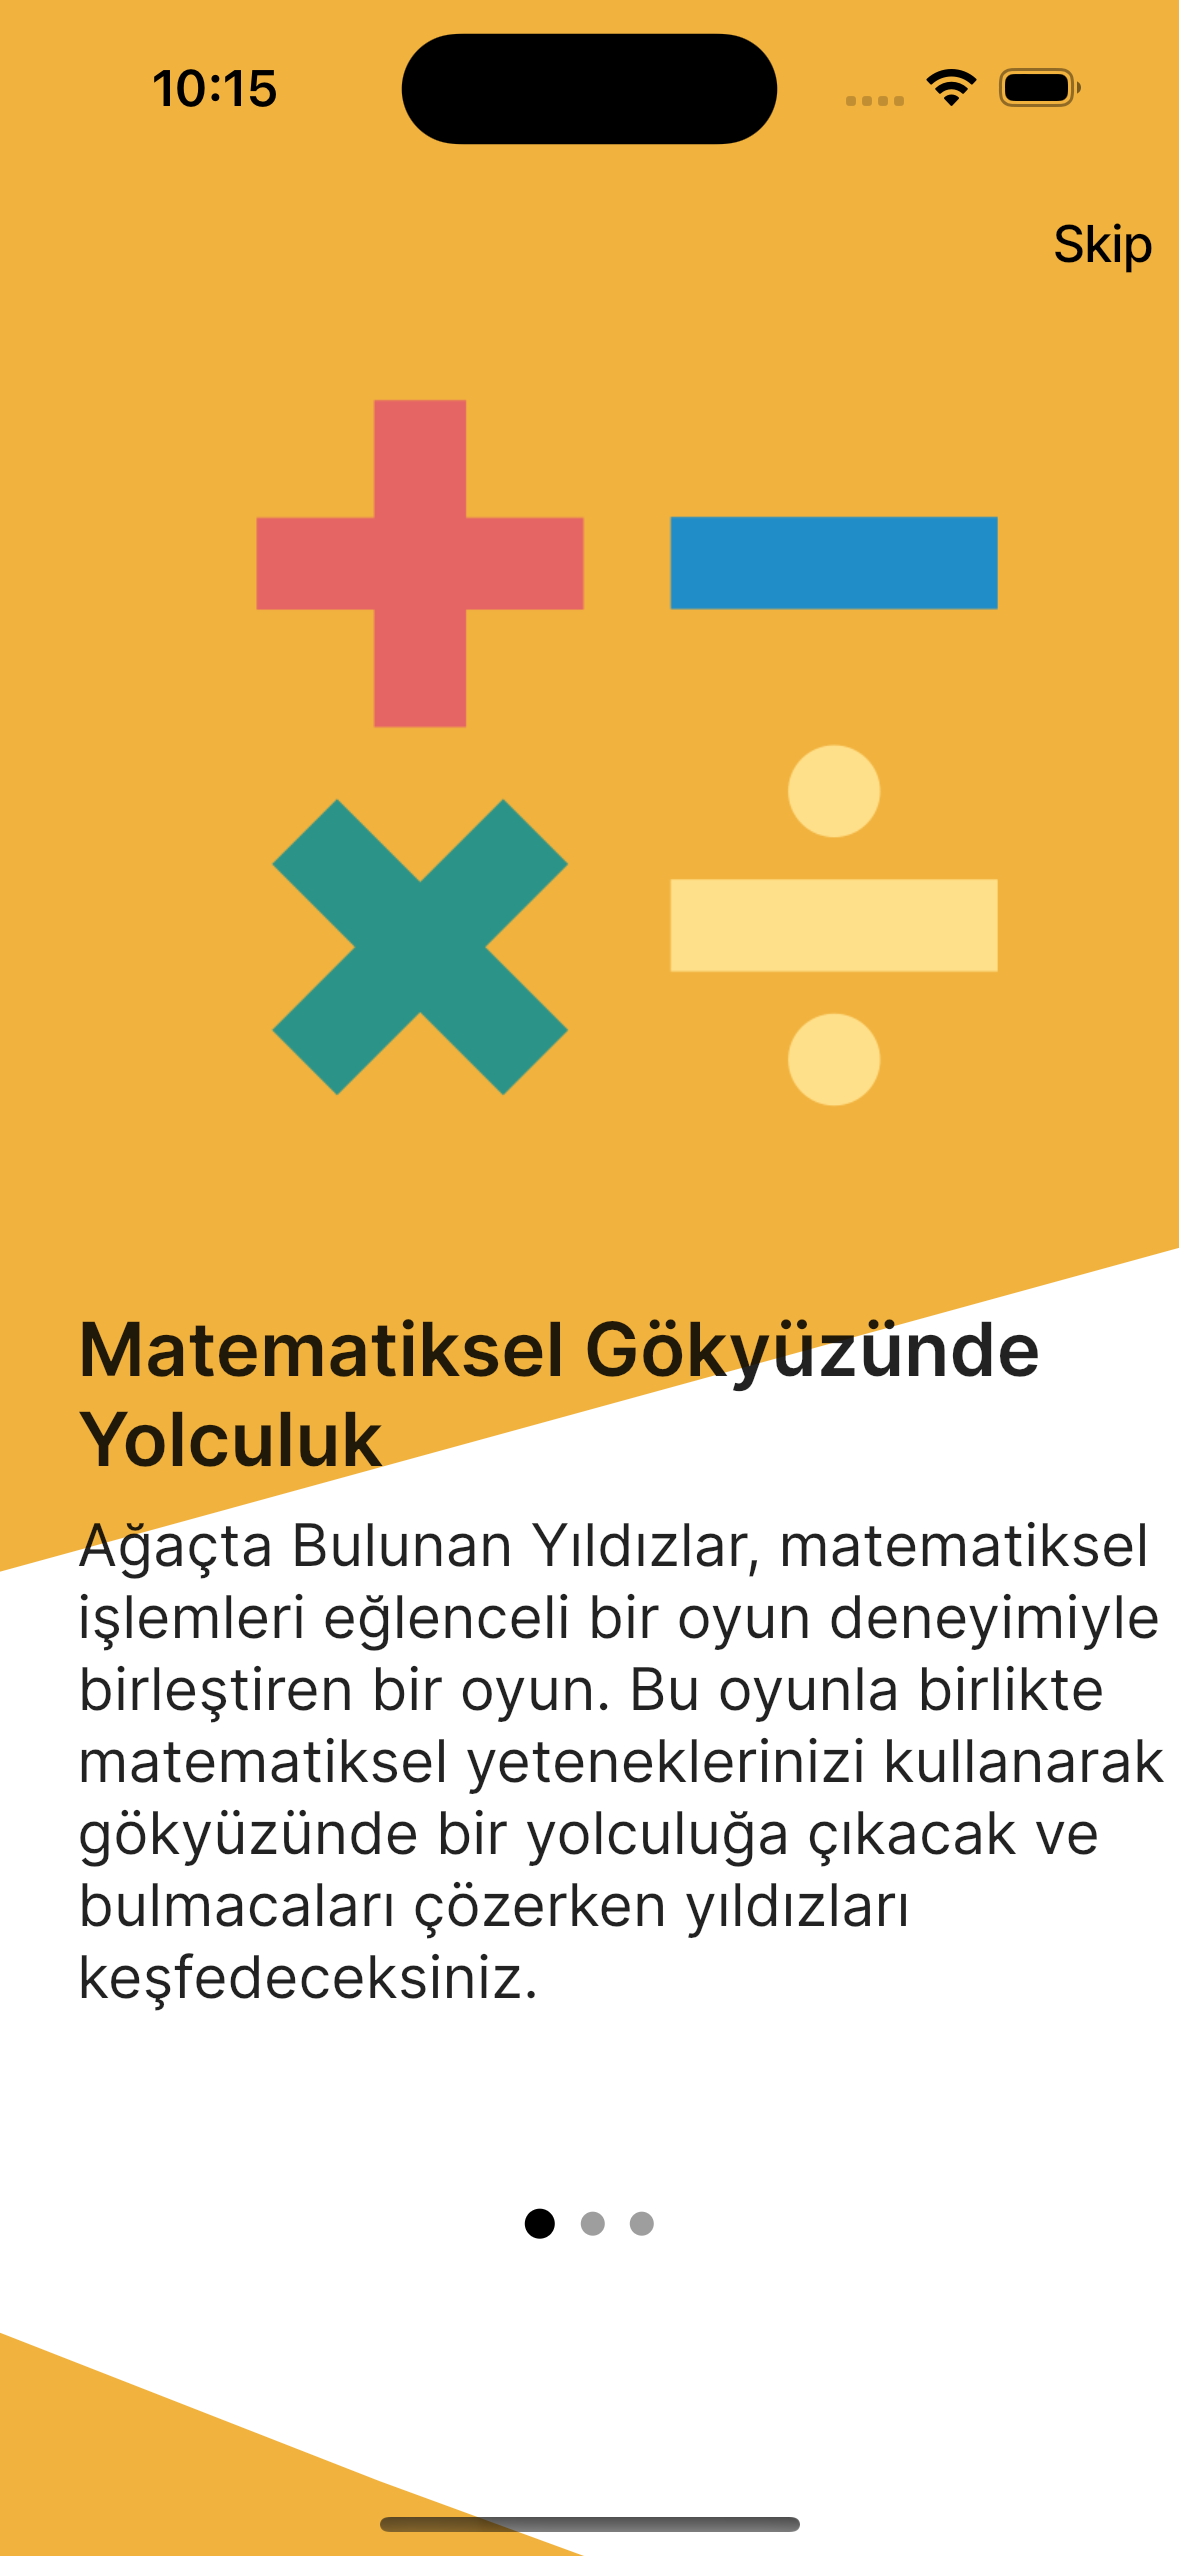 10:15
Skip
Matematiksel Gökyüzünde
Yolculuk
Ağaçta Bulunan Yıldızlar, matematiksel
işlemleri eğlenceli bir oyun deneyimiyle
birleştiren bir oyun. Bu oyunla birlikte
matematiksel yeteneklerinizi kullanarak
gökyüzünde bir yolculuğa çıkacak ve
bulmacaları çözerken yıldızları
keşfedeceksiniz.